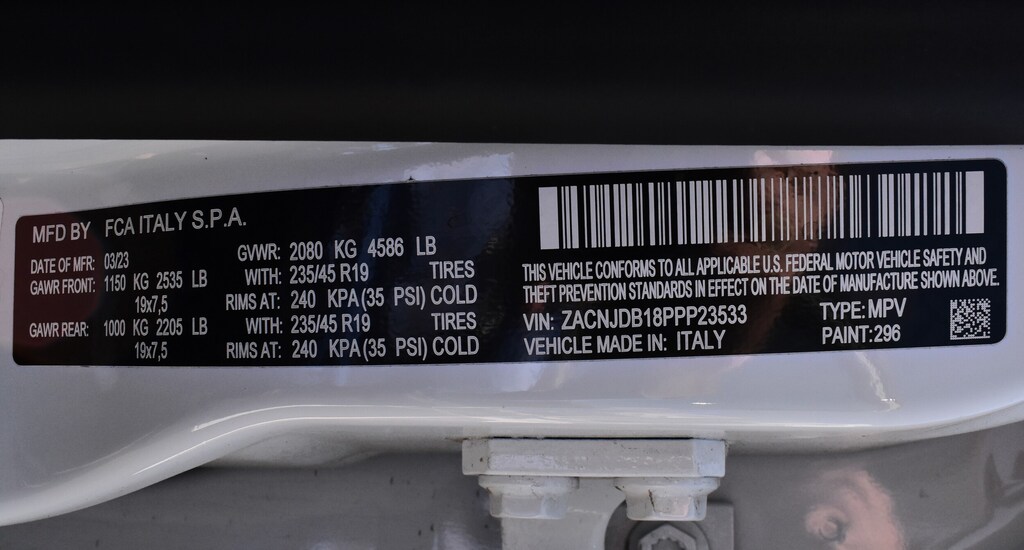 MFD BY FCA ITALY S.P.A.
DATE OF MFR: 03/23
GAWR FRONT: 1150 KG 2535 LB
19x7,5
GAWR REAR: 1000 KG 2205 LB
19x7,5
GVWR: 2080 KG 4586 LB
WITH: 235/45 R19 TIRES
RIMS AT: 240 KPA(35 PSI) COLD
WITH: 235/45 R19 TIRES
RIMS AT: 240 KPA(35 PSI) COLD
THIS VEHICLE CONFORMS TO ALL APPLICABLE U.S. FEDERAL MOTOR VEHICLE SAFETY AND
THEFT PREVENTION STANDARDS IN EFFECT ON THE DATE OF MANUFACTURE SHOWN ABOVE.
VIN: ZACNJDB18PPP23533 TYPE: MPV
VEHICLE MADE IN: ITALY PAINT:296